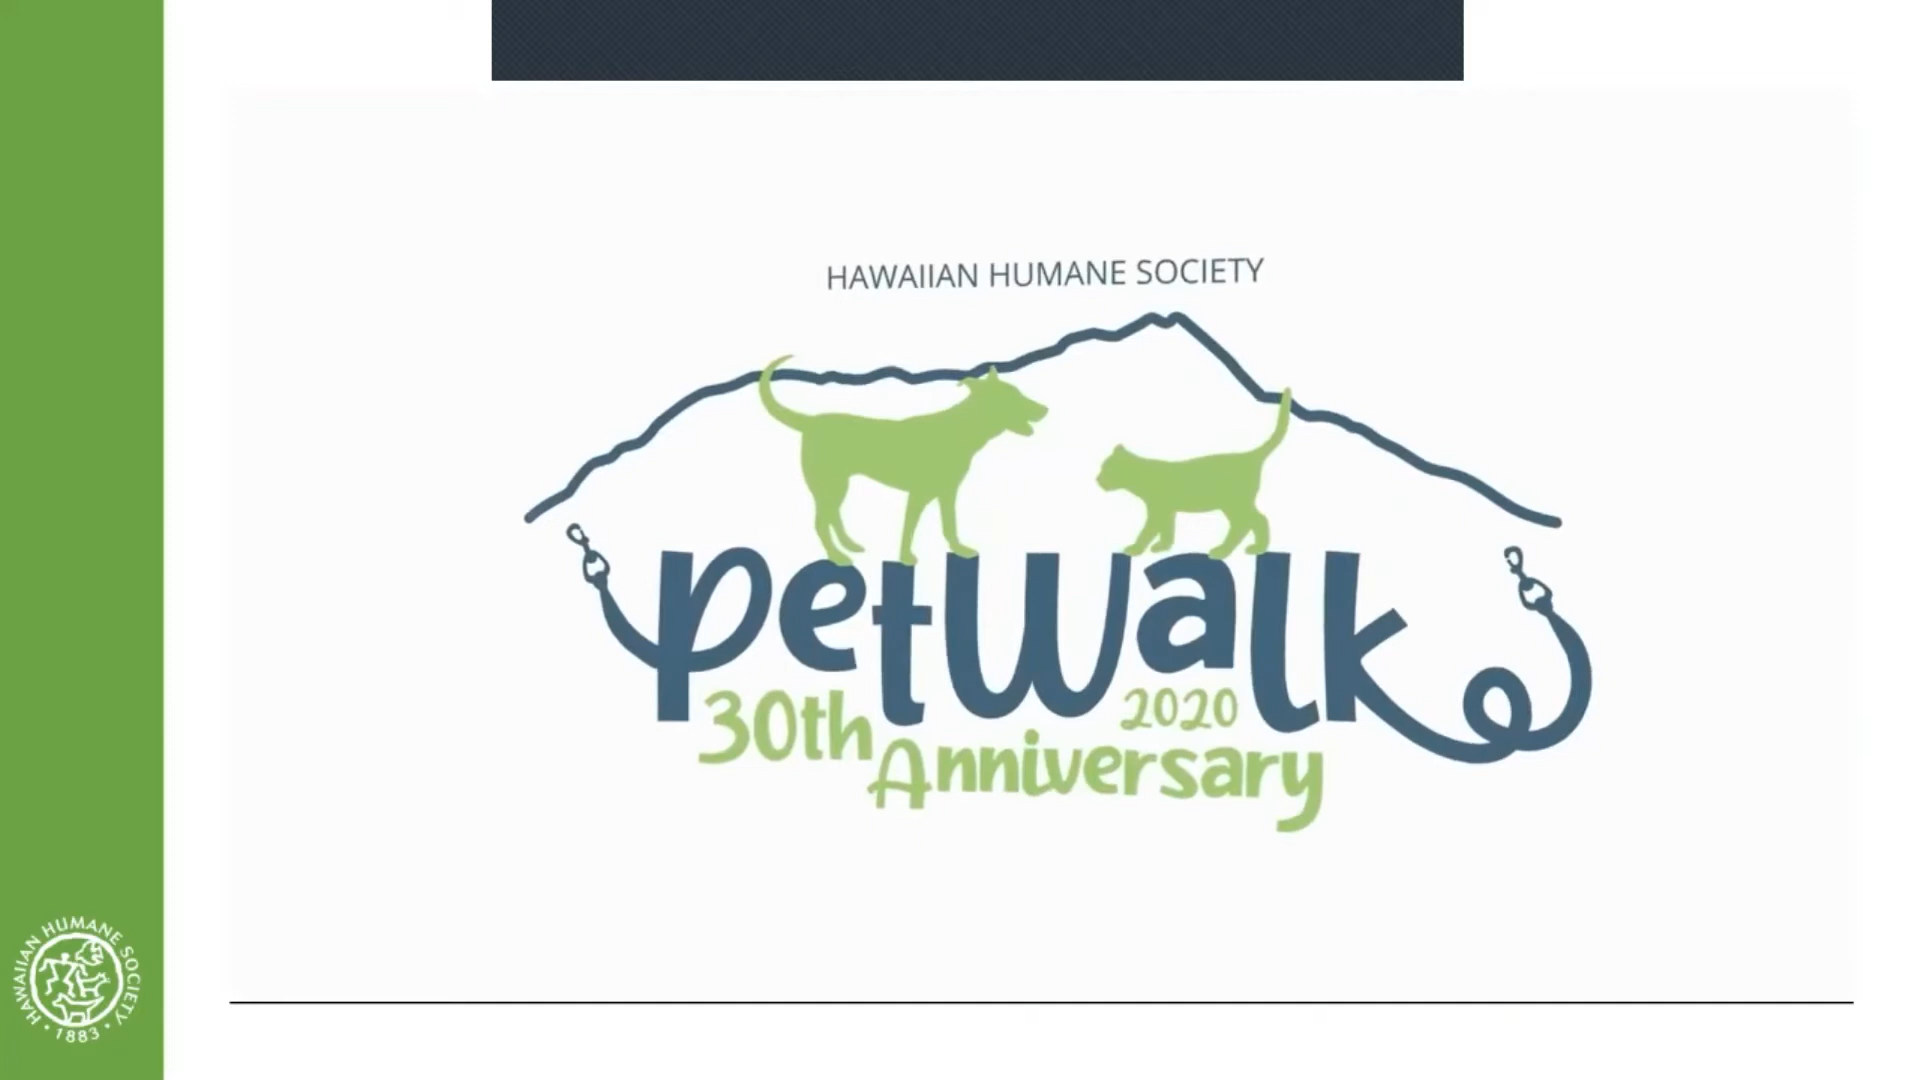 HAWAIIAN HUMANE SOCIETY
petwalk
30th 2020
Anniversary
HAWAIIAN HUMANE SOCIETY
• 1883 •